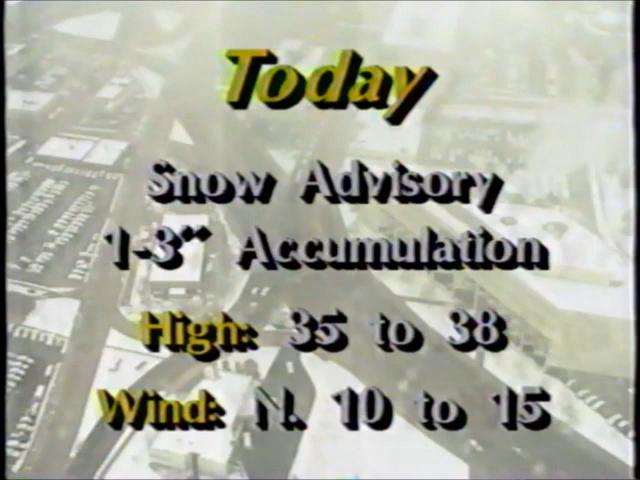 Today
Snow Advisory
1-3" Accumulation
High: 35 to 38
Wind: N. 10 to 15